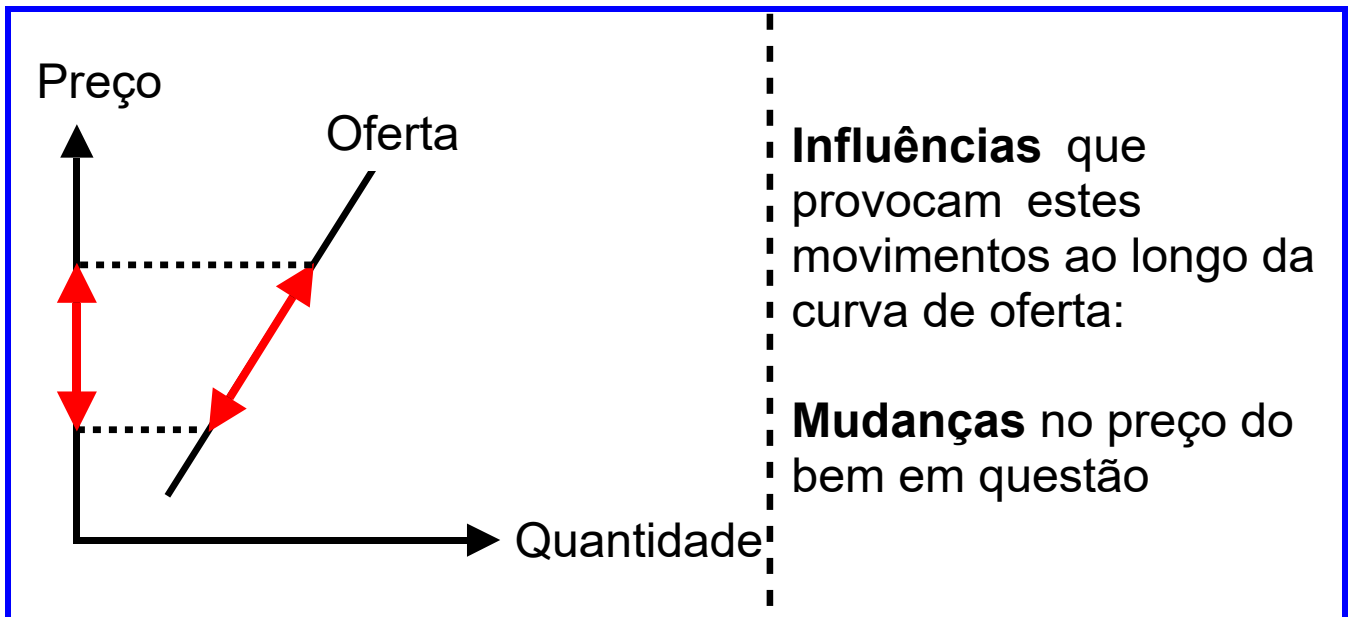 Preço
Oferta
Quantidade
Influências que
provocam estes
movimentos ao longo da
curva de oferta:
Mudanças no preço do
bem em questão